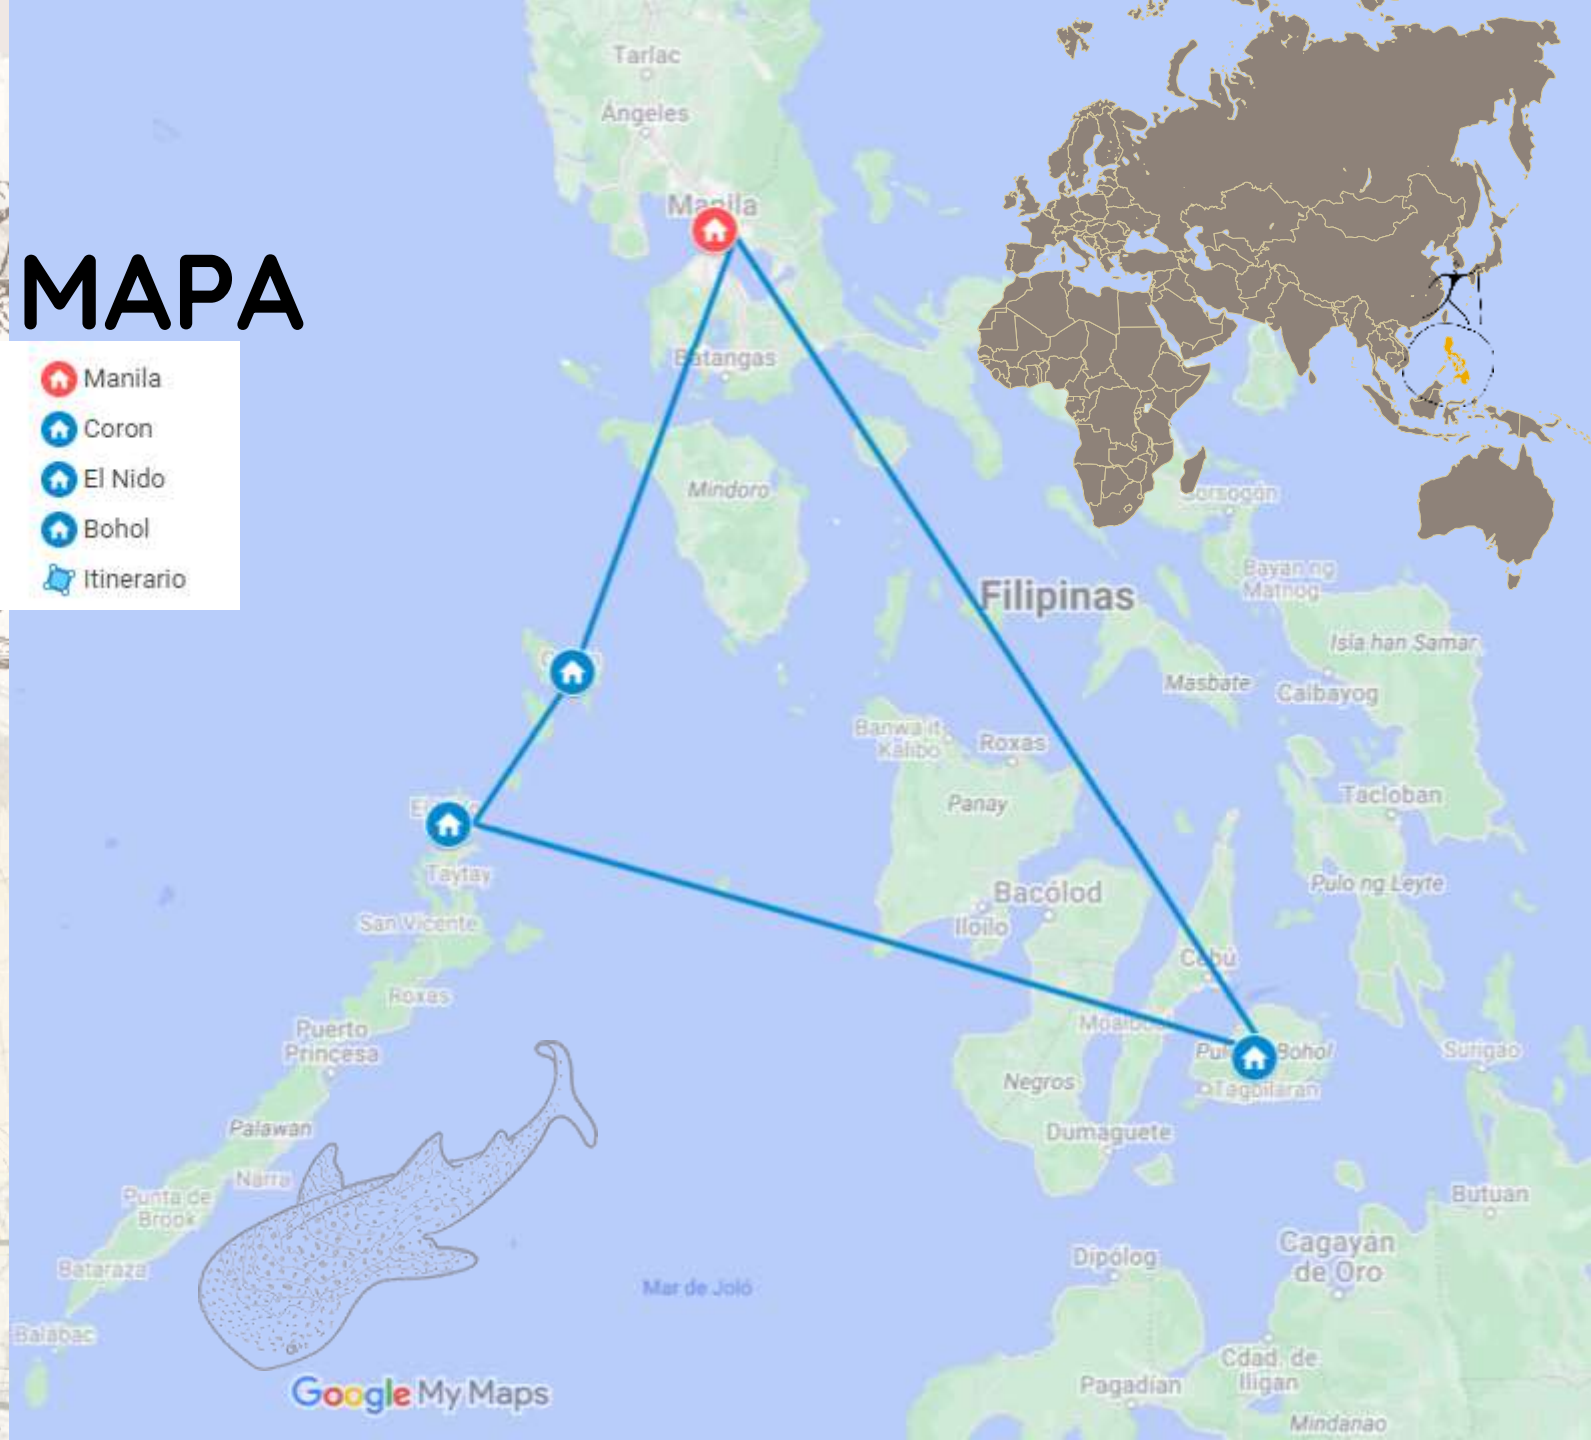 Tarlac
Ángeles
Manila
MAPA
Manila
Coron
El Nido
Bohol
Itinerario
Batangas
Mindoro
Sorsogón
Bayan ng
Matnog
Filipinas
Isla han Samar
Masbate
Calbayog
Banwa it
Kalibo
Roxas
Panay
Tacloban
Taytay
Pulo ng Leyte
Bacólod
Iloílo
San Vicente
Cebú
Roxas
Puerto
Princesa
Bohol
Surigao
Negros
Tagbilaran
Palawan
Dumaguete
Narra
Punta de
Brook
Butuan
Cagayán
de Oro
Dipólog
Bataraza
Mar de Joló
Balábac
Cdad. de
Iligan
Pagadian
Google My Maps
Mindanao